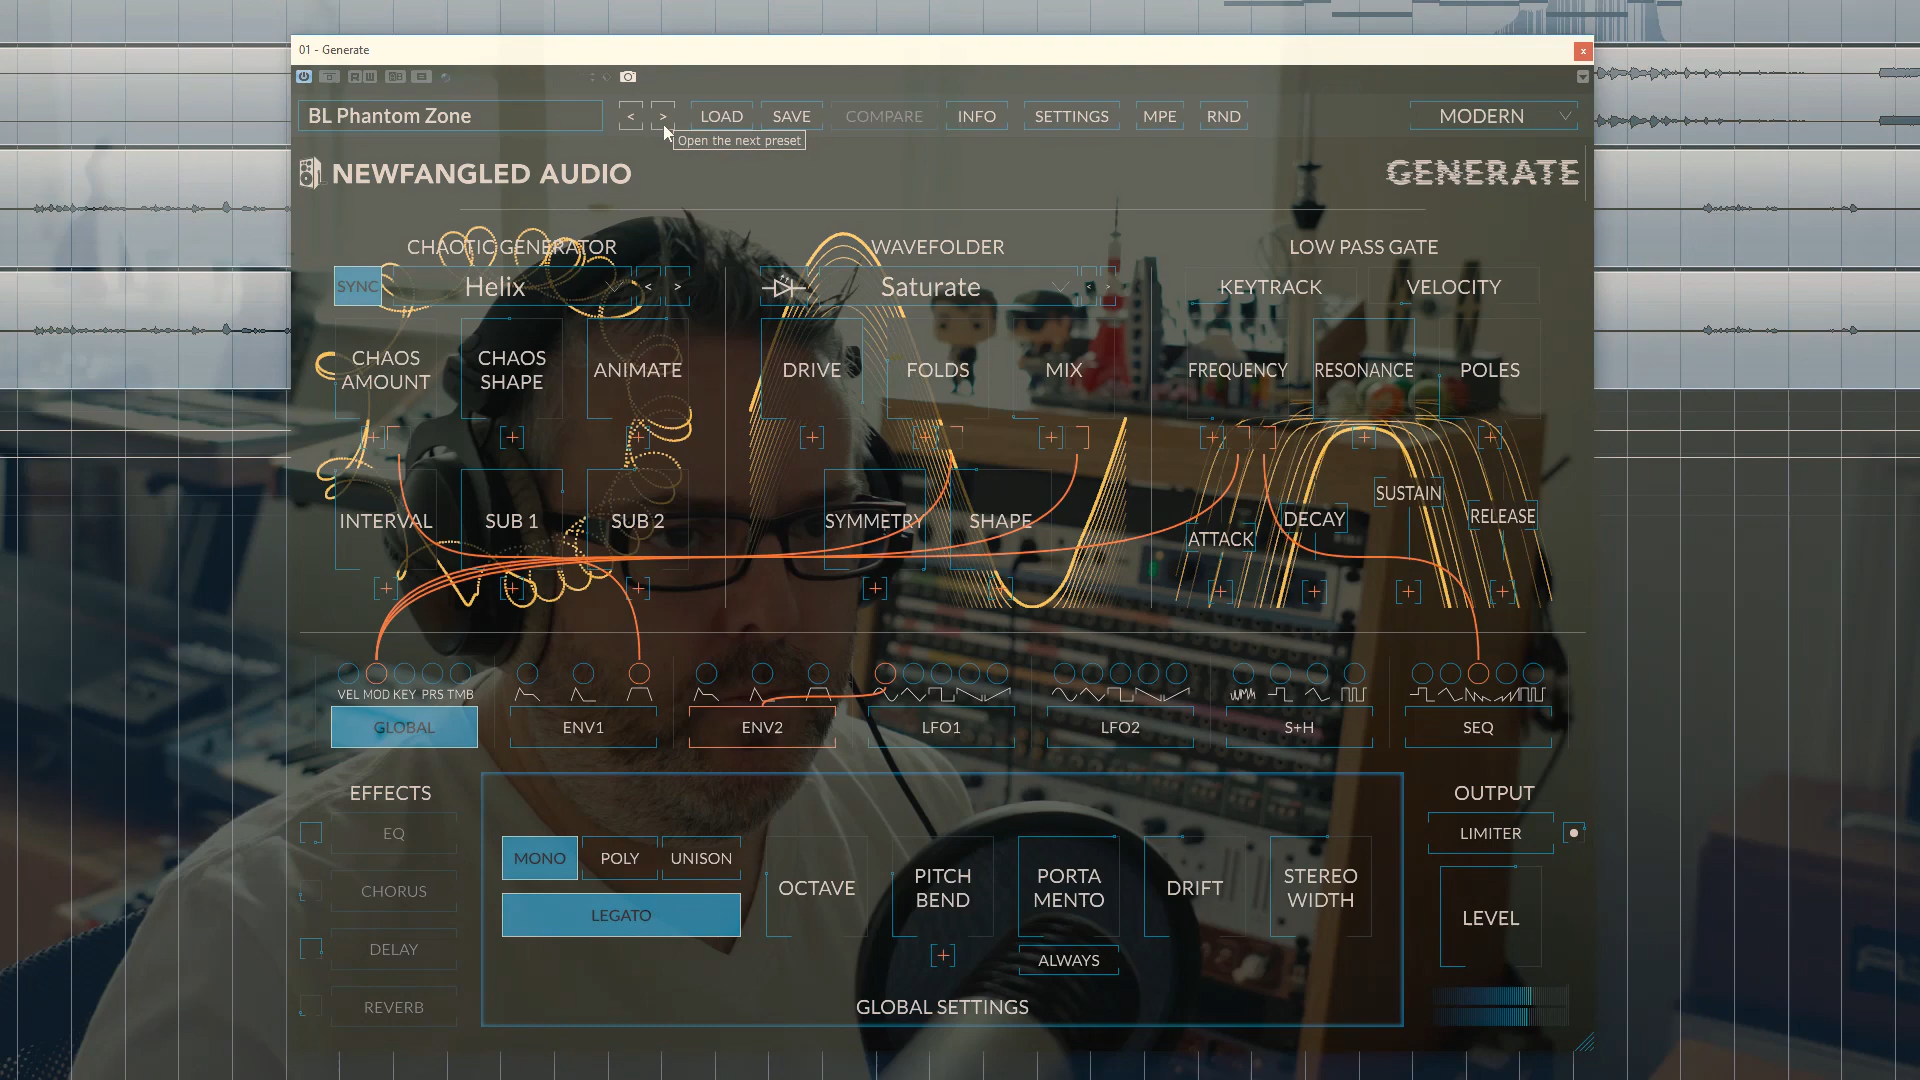 01 - Generate
R W
BL Phantom Zone
< > LOAD SAVE COMPARE INFO SETTINGS MPE RND MODERN
Open the next preset
NEWFANGLED AUDIO
GENERATE
CHAOTIC GENERATOR
WAVEFOLDER
LOW PASS GATE
SYNC Helix < >
Saturate < >
KEYTRACK VELOCITY
CHAOS AMOUNT
CHAOS SHAPE
ANIMATE
DRIVE FOLDS MIX
FREQUENCY RESONANCE POLES
INTERVAL SUB 1 SUB 2
SYMMETRY SHAPE
ATTACK DECAY SUSTAIN RELEASE
VEL MOD KEY PRS TMB
GLOBAL ENV1 ENV2 LFO1 LFO2 S+H SEQ
EFFECTS
EQ
CHORUS
DELAY
REVERB
MONO POLY UNISON
LEGATO
OCTAVE
PITCH BEND
PORTA MENTO
ALWAYS
DRIFT
STEREO WIDTH
GLOBAL SETTINGS
OUTPUT
LIMITER
LEVEL